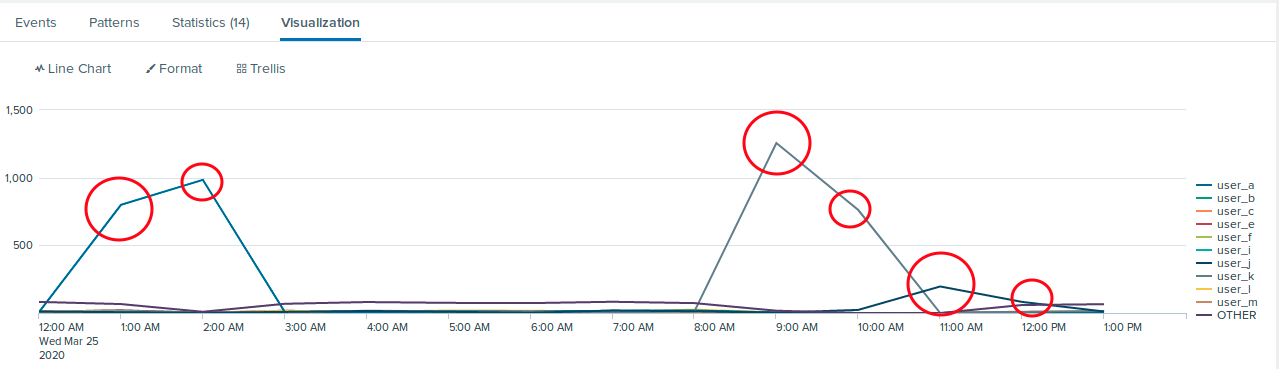 Events Patterns Statistics (14) Visualization
Line Chart Format Trellis
1,500
1,000
500
12:00 AM 1:00 AM 2:00 AM 3:00 AM 4:00 AM 5:00 AM 6:00 AM 7:00 AM 8:00 AM 9:00 AM 10:00 AM 11:00 AM 12:00 PM 1:00 PM
Wed Mar 25
2020
user_a
user_b
user_c
user_e
user_f
user_i
user_j
user_k
user_l
user_m
OTHER